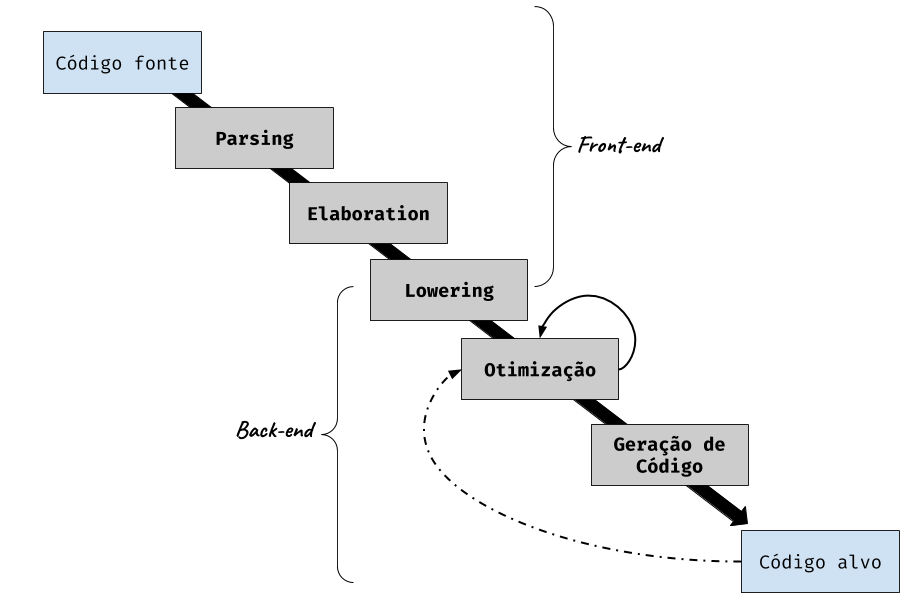 Código fonte
Parsing
Front-end
Elaboration
Lowering
Otimização
Back-end
Geração de
Código
Código alvo